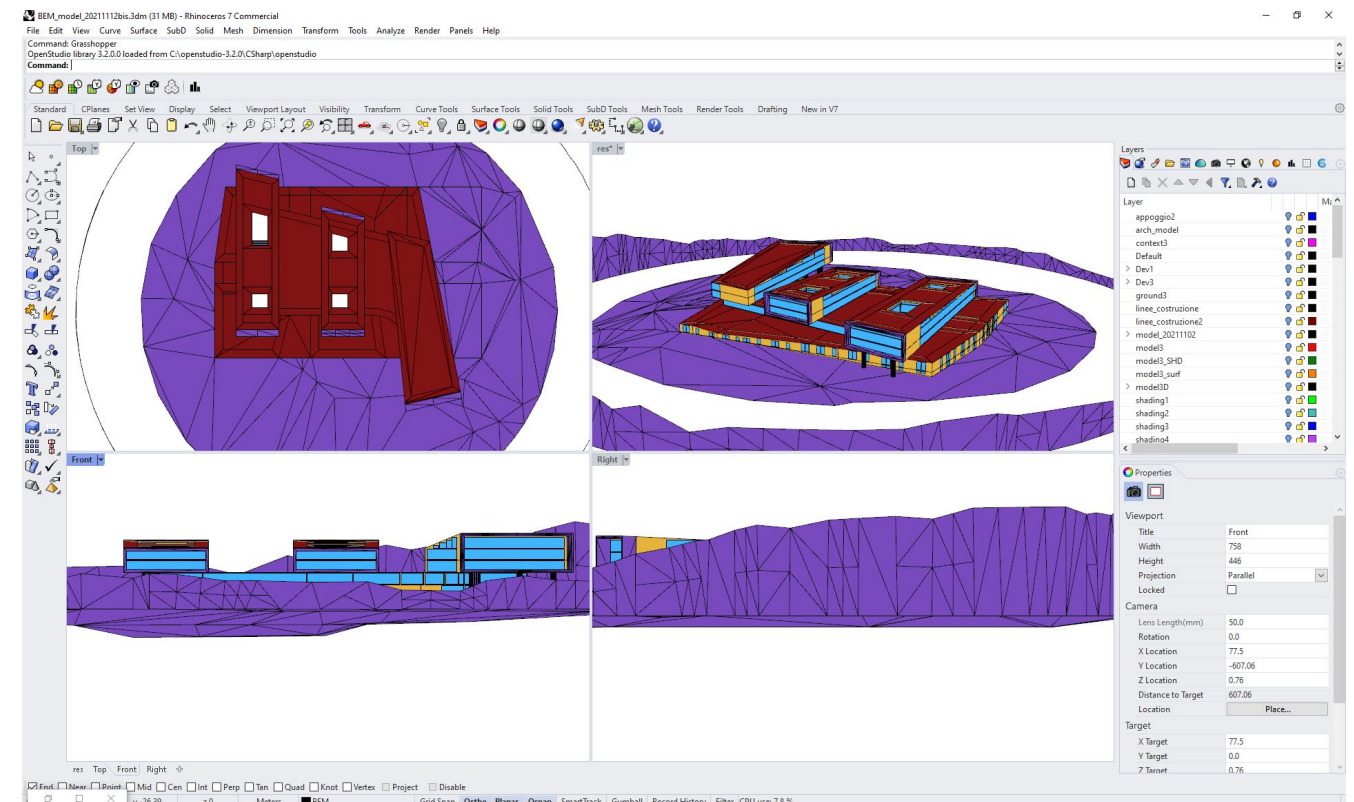 BEM_model_20211112bis.3dm (31 MB) - Rhinoceros 7 Commercial
File Edit View Curve Surface SubD Solid Mesh Dimension Transform Tools Analyze Render Panels Help
Command: Grasshopper
OpenStudio library 3.2.0.0 loaded from C:\openstudio-3.2.0\CSharp\openstudio
Command:
Standard CPlanes Set View Display Select Viewport Layout Visibility Transform Curve Tools Surface Tools Solid Tools SubD Tools Mesh Tools Render Tools Drafting New in V7
Top
res*
Front
Right
Layers
Layer
appoggio2
arch_model
context3
Default
Dev1
Dev3
ground3
linee_costruzione
linee_costruzione2
model_20211102
model3
model3_SHD
model3_surf
model3D
shading1
shading2
shading3
shading4
Properties
Viewport
Title Front
Width 758
Height 446
Projection Parallel
Locked
Camera
Lens Length(mm) 50.0
Rotation 0.0
X Location 77.5
Y Location -607.06
Z Location 0.76
Distance to Target 607.06
Location Place...
Target
X Target 77.5
Y Target 0.0
Z Target 0.76
res Top Front Right
End Near Point Mid Cen Int Perp Tan Quad Knot Vertex Project Disable
Meters BEM Grid Snap Ortho Planar Osnap SmartTrack Gumball Record History Filter CPU use: 7.8 %